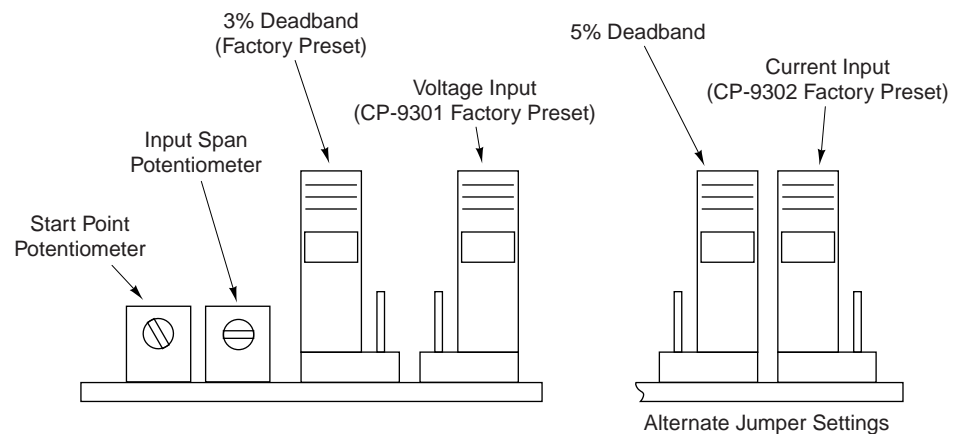 3% Deadband
(Factory Preset)
5% Deadband
Voltage Input
(CP-9301 Factory Preset)
Current Input
(CP-9302 Factory Preset)
Input Span
Potentiometer
Start Point
Potentiometer
Alternate Jumper Settings